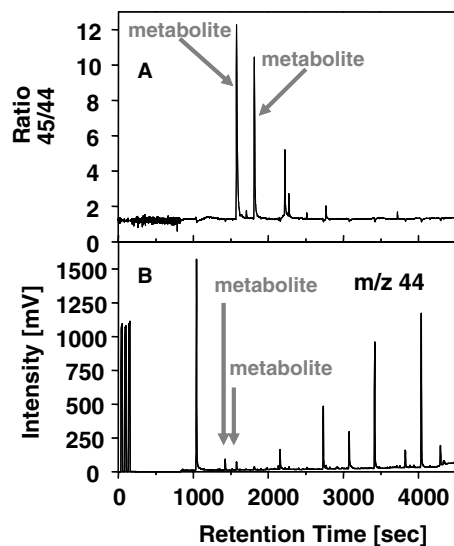 12
10
8
6
4
2
0
Ratio
45/44
A
metabolite
metabolite
1500
1250
1000
750
500
250
0
Intensity [mV]
B
m/z 44
metabolite
metabolite
0 1000 2000 3000 4000
Retention Time [sec]